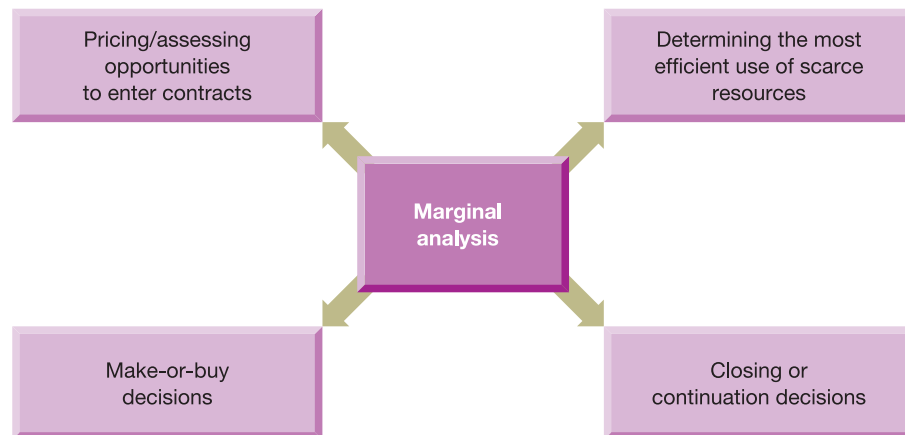 Pricing/assessing
opportunities
to enter contracts
Determining the most
efficient use of scarce
resources
Marginal
analysis
Make-or-buy
decisions
Closing or
continuation decisions